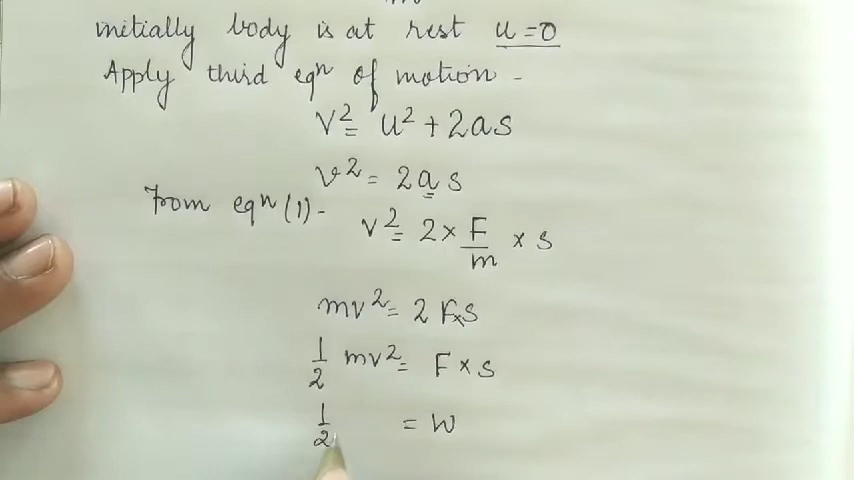 initially body is at rest u = 0
Apply third eqn of motion -
V² = u² + 2as
v² = 2as
From eqn (1) - v² = 2 × F/m × s
mv² = 2 F×s
1/2 mv² = F × s
1/2 = W